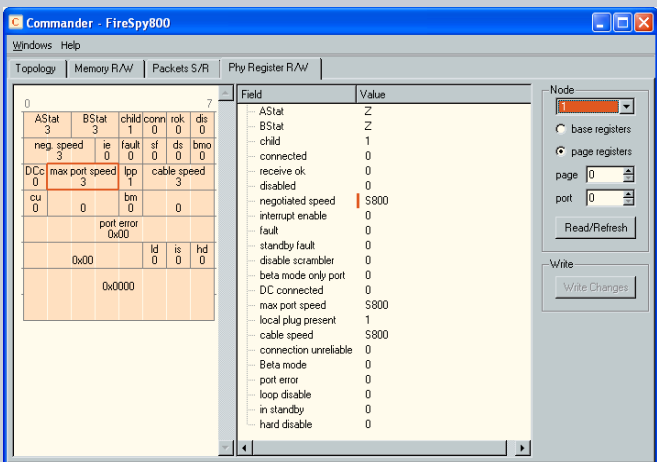 Commander - FireSpy800
Windows Help
Topology Memory R/W Packets S/R Phy Register R/W
0 7
AStat BStat child conn rok dis
3 3 1 0 0 0
neg. speed ie fault sf ds bmo
3 0 0 0 0 0
DCc max port speed lpp cable speed
0 3 1 3
cu bm
0 0 0 0
port error
0x00
ld is hd
0x00 0 0 0
0x0000
Field Value
AStat Z
BStat Z
child 1
connected 0
receive ok 0
disabled 0
negotiated speed S800
interrupt enable 0
fault 0
standby fault 0
disable scrambler 0
beta mode only port 0
DC connected 0
max port speed S800
local plug present 1
cable speed S800
connection unreliable 0
Beta mode 0
port error 0
loop disable 0
in standby 0
hard disable 0
Node
1
base registers
page registers
page 0
port 0
Read/Refresh
Write
Write Changes